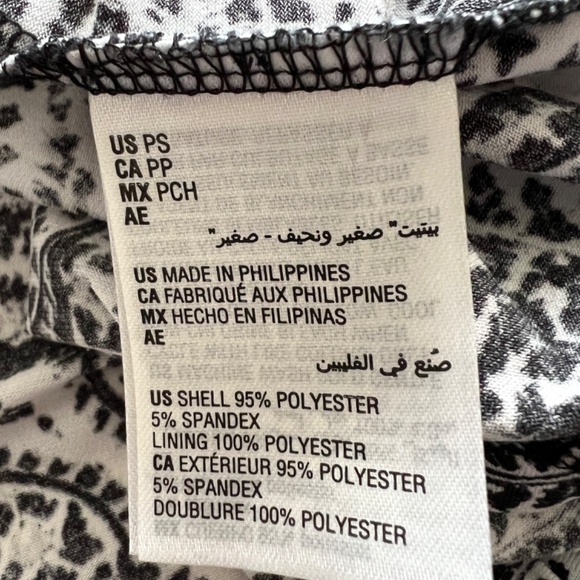 US PS
CA PP
MX PCH
AE
بيتيت" صغير ونحيف - صغير"
US MADE IN PHILIPPINES
CA FABRIQUÉ AUX PHILIPPINES
MX HECHO EN FILIPINAS
AE
صُنع في الفليبين
US SHELL 95% POLYESTER
5% SPANDEX
LINING 100% POLYESTER
CA EXTÉRIEUR 95% POLYESTER
5% SPANDEX
DOUBLURE 100% POLYESTER